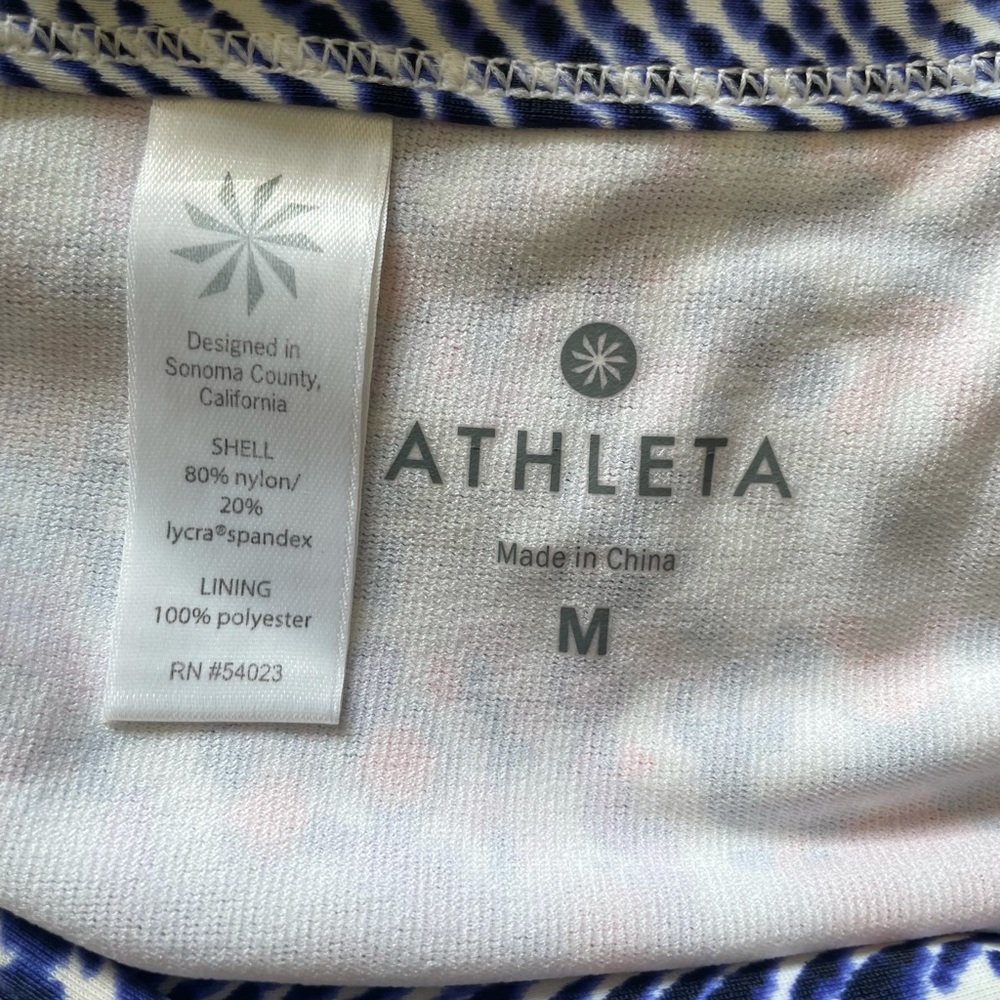 Designed in
Sonoma County,
California
SHELL
80% nylon/
20%
lycra®spandex
LINING
100% polyester
RN #54023
ATHLETA
Made in China
M